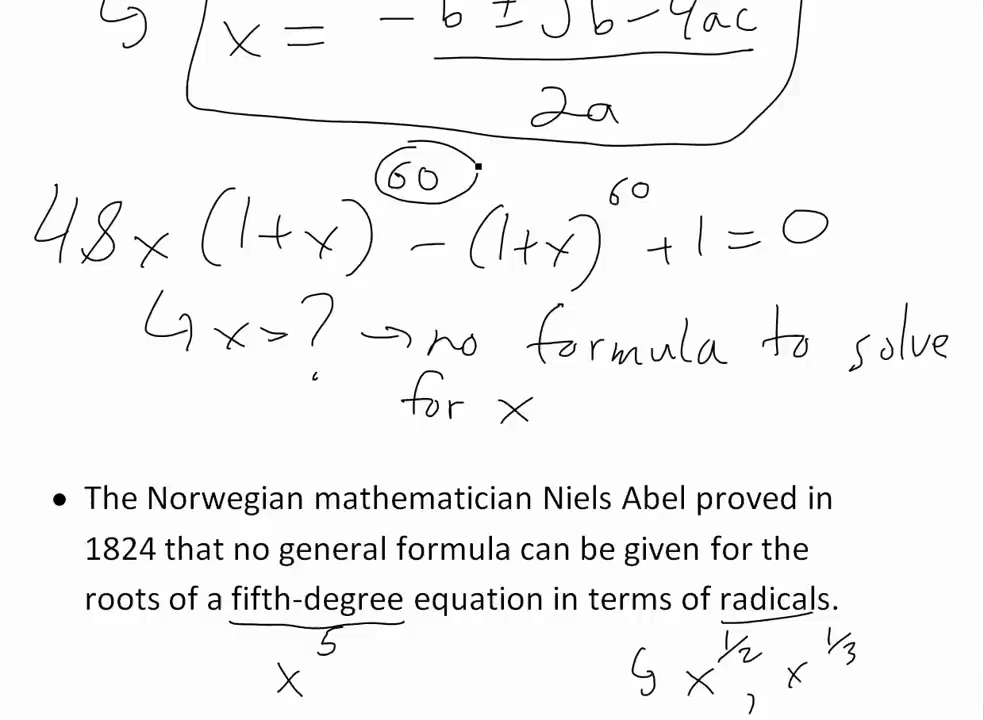 ↳ x = - b ± √b - 4ac / 2a
48x (1+x)^60 - (1+x)^60 + 1 = 0
↳ x = ? → no formula to solve
for x
• The Norwegian mathematician Niels Abel proved in
1824 that no general formula can be given for the
roots of a fifth-degree equation in terms of radicals.
x^5 ↳ x^1/2, x^1/3